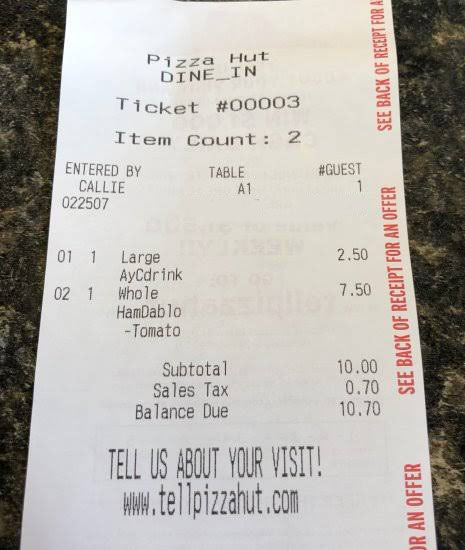 Pizza Hut
DINE_IN
Ticket #00003
Item Count: 2
ENTERED BY TABLE #GUEST
CALLIE A1 1
022507
01 1 Large 2.50
AyCdrink
02 1 Whole 7.50
HamDablo
-Tomato
Subtotal 10.00
Sales Tax 0.70
Balance Due 10.70
TELL US ABOUT YOUR VISIT!
www.tellpizzahut.com
SEE BACK OF RECEIPT FOR A
SEE BACK OF RECEIPT FOR AN OFFER
OR AN OFFER